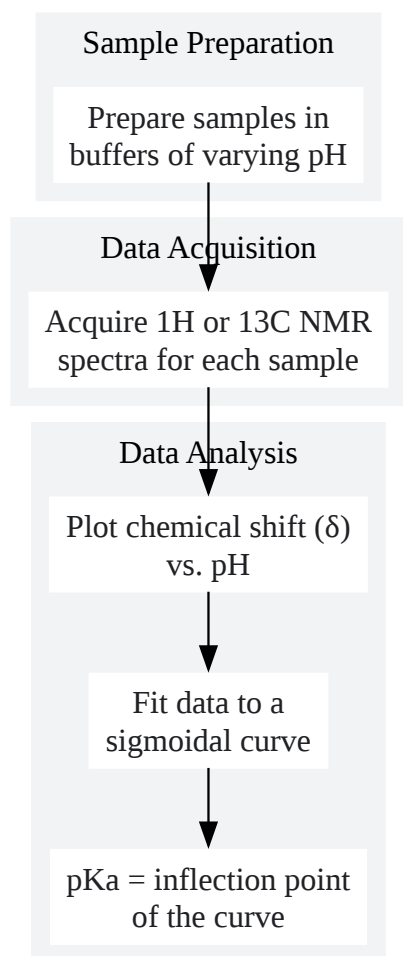 Sample Preparation
Prepare samples in
buffers of varying pH
Data Acquisition
Acquire 1H or 13C NMR
spectra for each sample
Data Analysis
Plot chemical shift (δ)
vs. pH
Fit data to a
sigmoidal curve
pKa = inflection point
of the curve